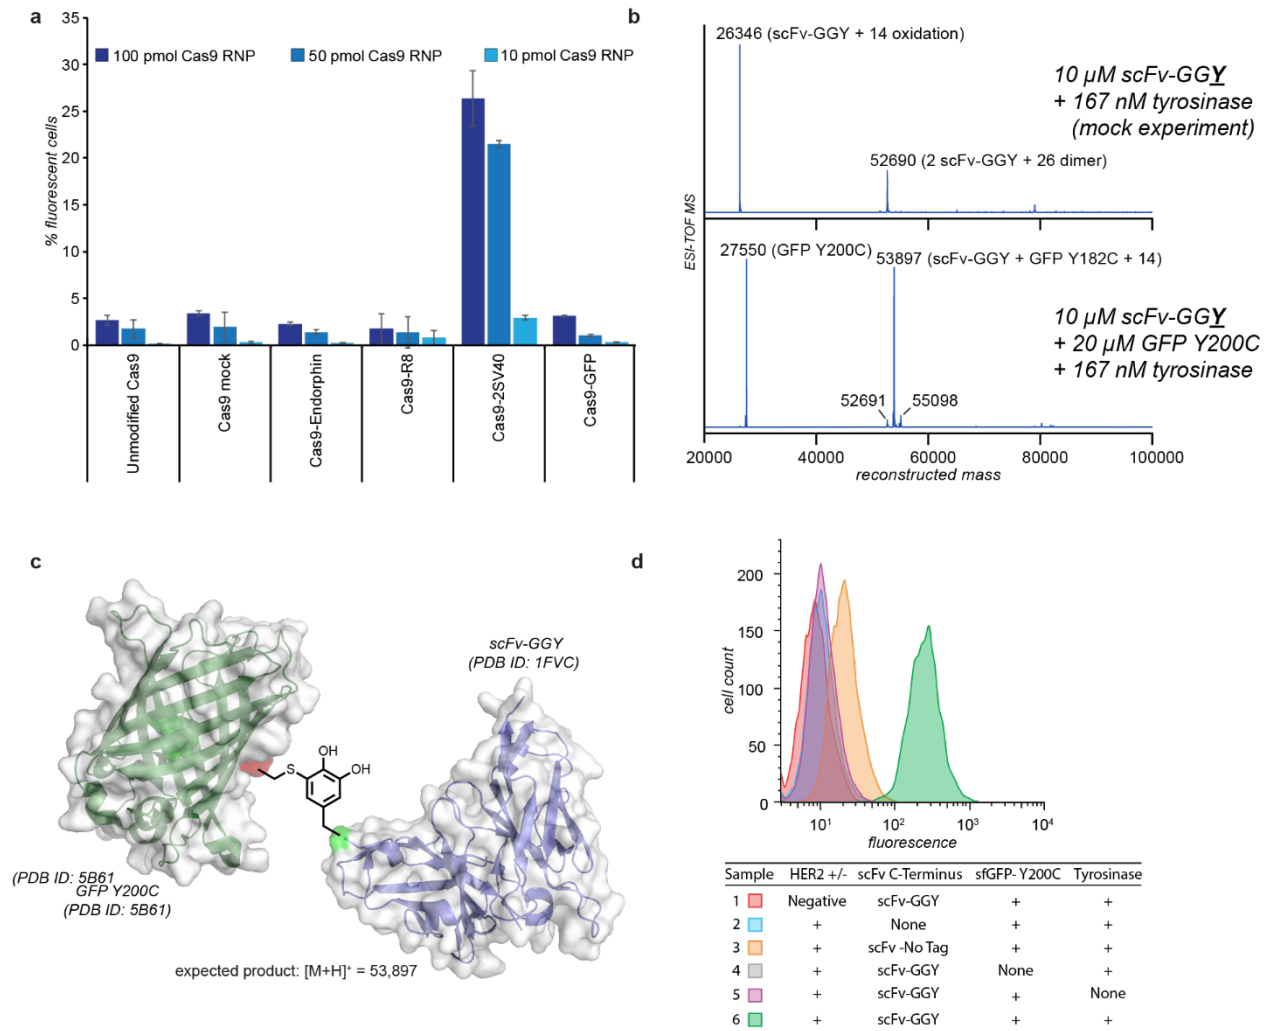 a
35
30
25
20
15
10
5
0
% fluorescent cells
100 pmol Cas9 RNP
50 pmol Cas9 RNP
10 pmol Cas9 RNP
Unmodified Cas9
Cas9 mock
Cas9-Endorphin
Cas9-R8
Cas9-2SV40
Cas9-GFP
b
26346 (scFv-GGY + 14 oxidation)
10 µM scFv-GGY
+ 167 nM tyrosinase
(mock experiment)
52690 (2 scFv-GGY + 26 dimer)
ESI-TOF MS
27550 (GFP Y200C)
53897 (scFv-GGY + GFP Y182C + 14)
10 µM scFv-GGY
+ 20 µM GFP Y200C
+ 167 nM tyrosinase
52691
55098
20000 40000 60000 80000 100000
reconstructed mass
c
scFv-GGY
(PDB ID: 1FVC)
OH
OH
S
(PDB ID: 5B61
GFP Y200C
(PDB ID: 5B61)
expected product: [M+H]⁺ = 53,897
d
200
150
100
50
0
cell count
10¹ 10² 10³ 10⁴
fluorescence
Sample HER2 +/- scFv C-Terminus sfGFP- Y200C Tyrosinase
1 Negative scFv-GGY + +
2 + None + +
3 + scFv -No Tag + +
4 + scFv-GGY None +
5 + scFv-GGY + None
6 + scFv-GGY + +